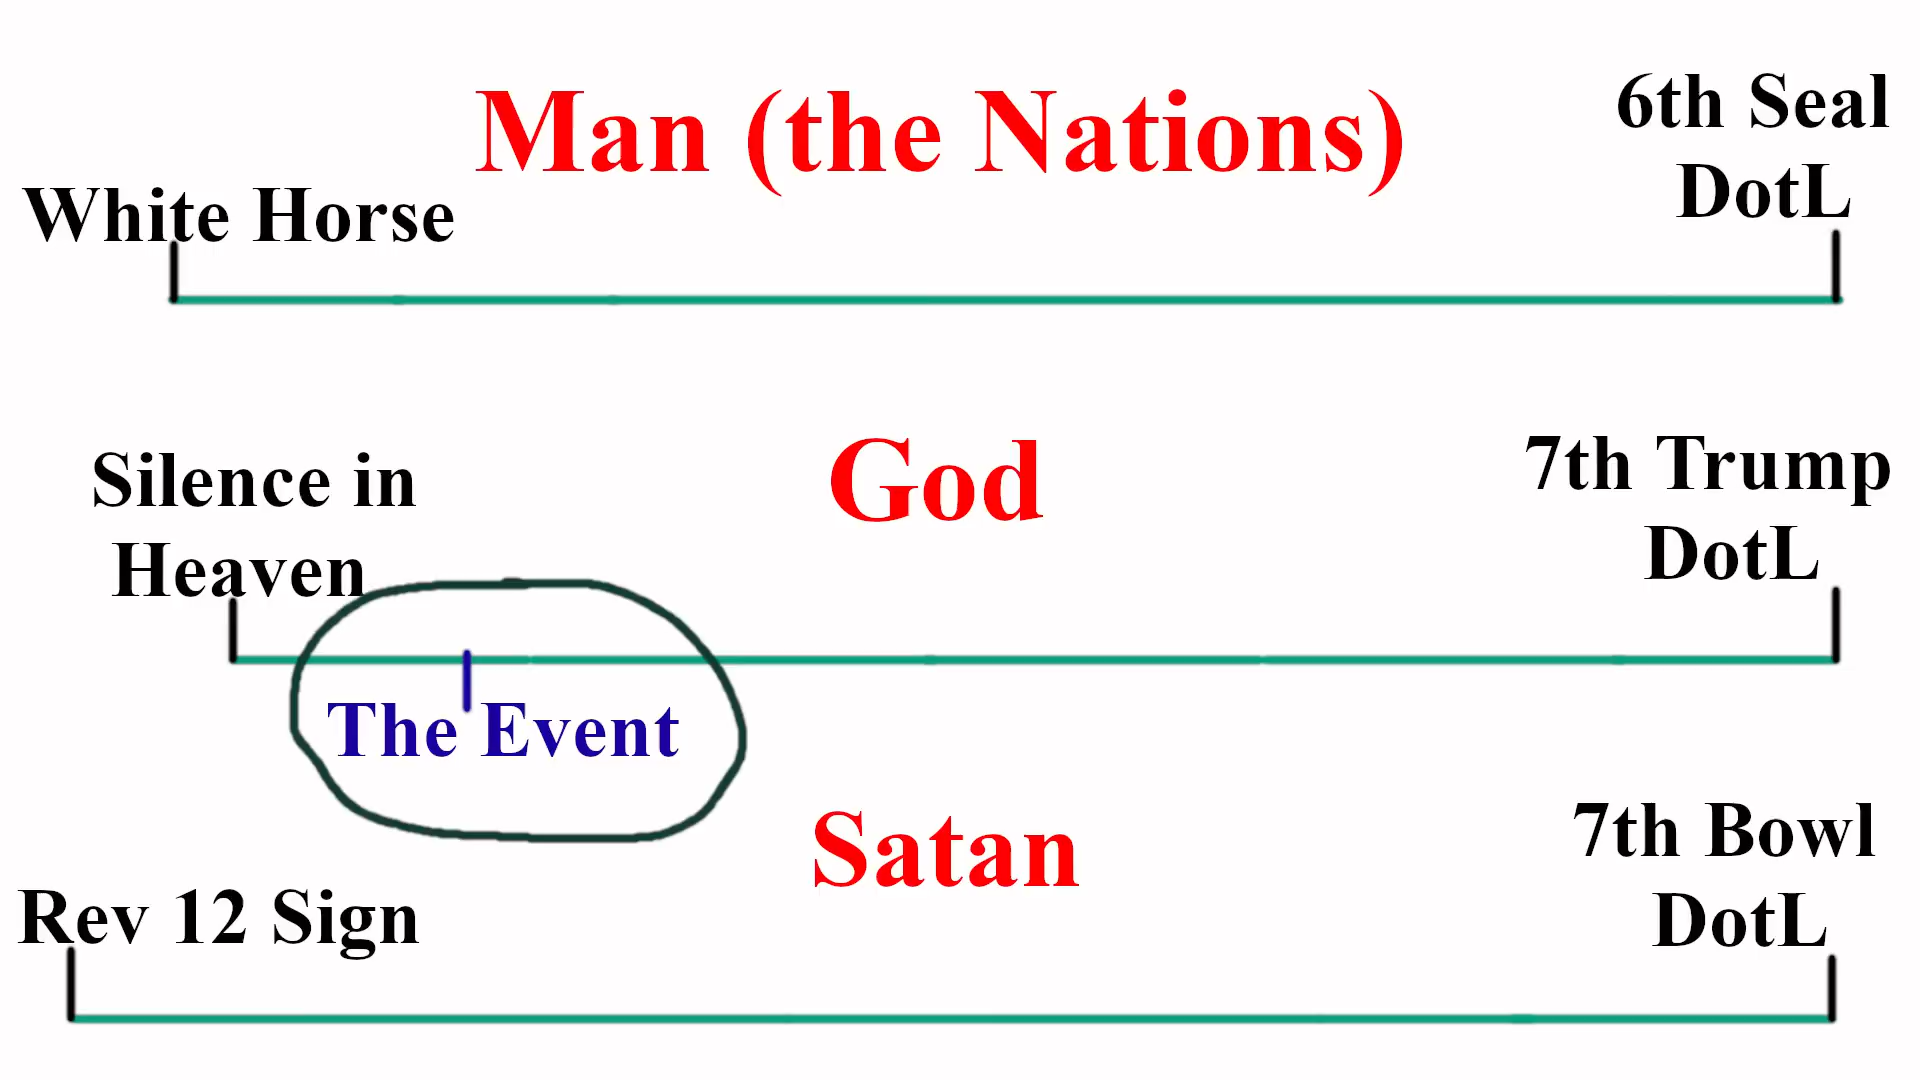 Man (the Nations)
6th Seal
DotL
White Horse
God
Silence in
Heaven
7th Trump
DotL
The Event
Satan
7th Bowl
DotL
Rev 12 Sign